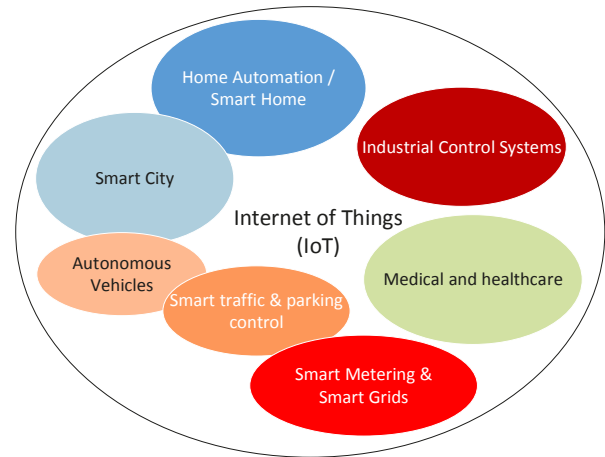 Home Automation /
Smart Home
Industrial Control Systems
Smart City
Internet of Things
(IoT)
Autonomous
Vehicles
Medical and healthcare
Smart traffic & parking
control
Smart Metering &
Smart Grids